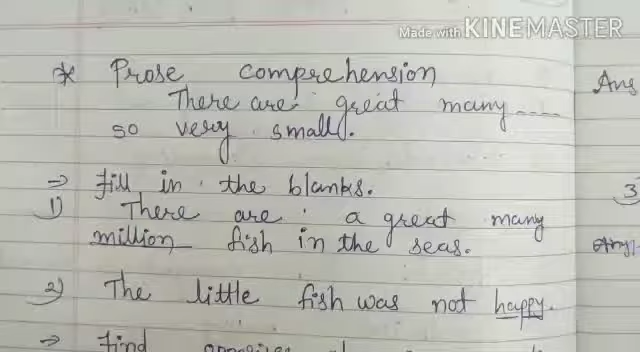 Made with KINEMASTER
* Prose comprehension
There are great many ....
so very small.
Ans
⇒ Fill in the blanks.
1) There are a great many
million fish in the seas.
3
2) The little fish was not happy.
⇒ Find